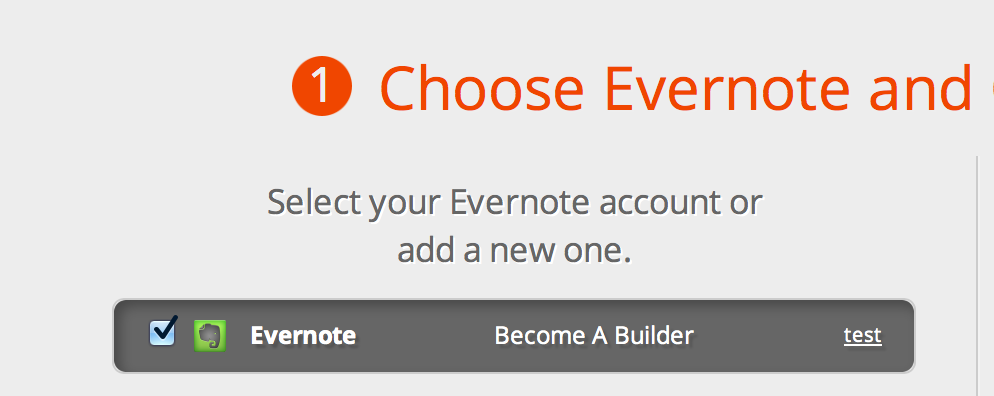 1 Choose Evernote and
Select your Evernote account or
add a new one.
Evernote Become A Builder test